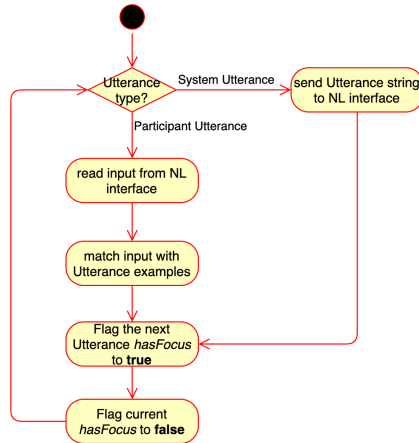 Utterance
type?
System Utterance
send Utterance string
to NL interface
Participant Utterance
read input from NL
interface
match input with
Utterance examples
Flag the next
Utterance hasFocus
to true
Flag current
hasFocus to false